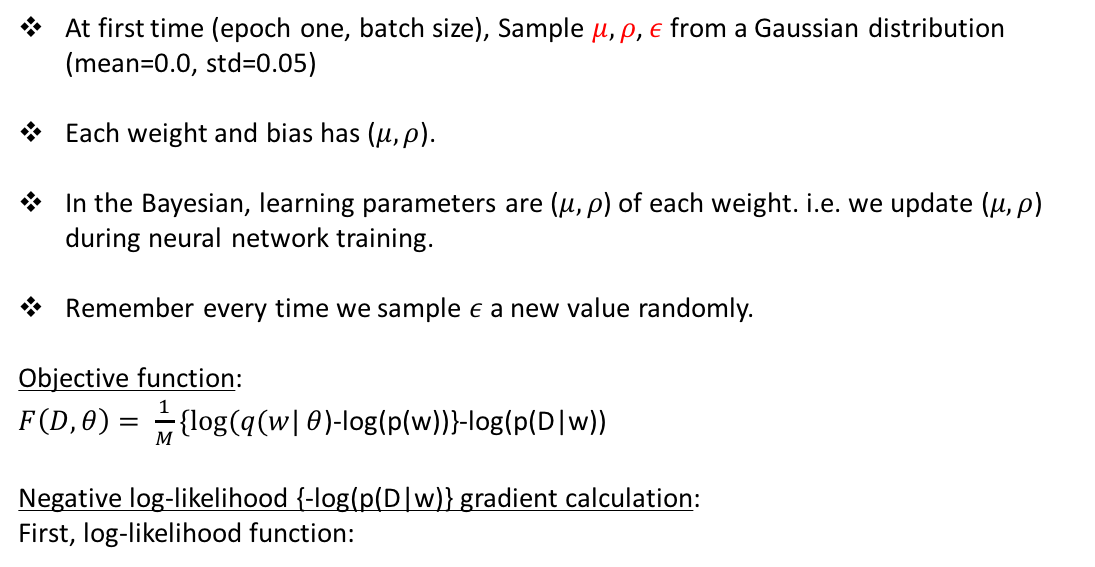 ❖ At first time (epoch one, batch size), Sample μ, ρ, ϵ from a Gaussian distribution
(mean=0.0, std=0.05)
❖ Each weight and bias has (μ, ρ).
❖ In the Bayesian, learning parameters are (μ, ρ) of each weight. i.e. we update (μ, ρ)
during neural network training.
❖ Remember every time we sample ϵ a new value randomly.
Objective function:
F(D, θ) = 1/M {log(q(w| θ)-log(p(w))}-log(p(D|w))
Negative log-likelihood {-log(p(D|w)} gradient calculation:
First, log-likelihood function: